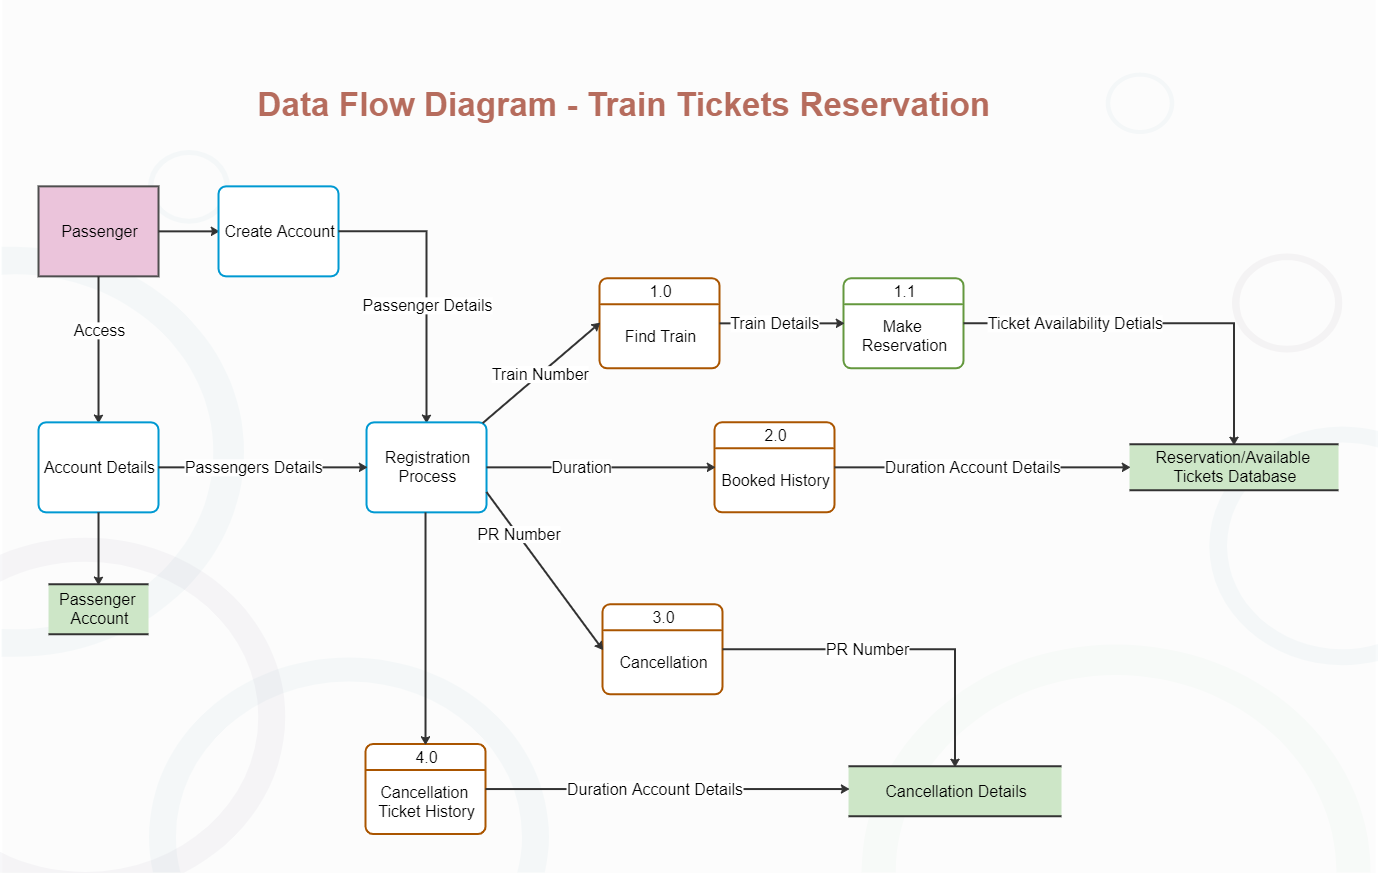 Data Flow Diagram - Train Tickets Reservation
Passenger
Create Account
Access
Passenger Details
Account Details
Passengers Details
Registration
Process
Passenger
Account
Train Number
1.0
Find Train
Train Details
1.1
Make
Reservation
Ticket Availability Detials
Duration
2.0
Booked History
Duration Account Details
Reservation/Available
Tickets Database
PR Number
3.0
Cancellation
PR Number
4.0
Cancellation
Ticket History
Duration Account Details
Cancellation Details